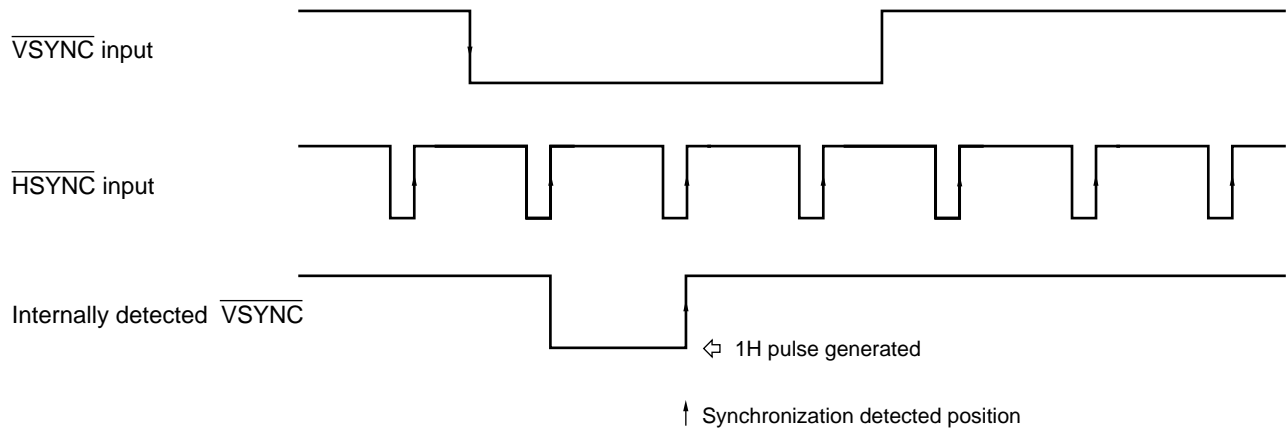 VSYNC input
HSYNC input
Internally detected VSYNC
1H pulse generated
Synchronization detected position